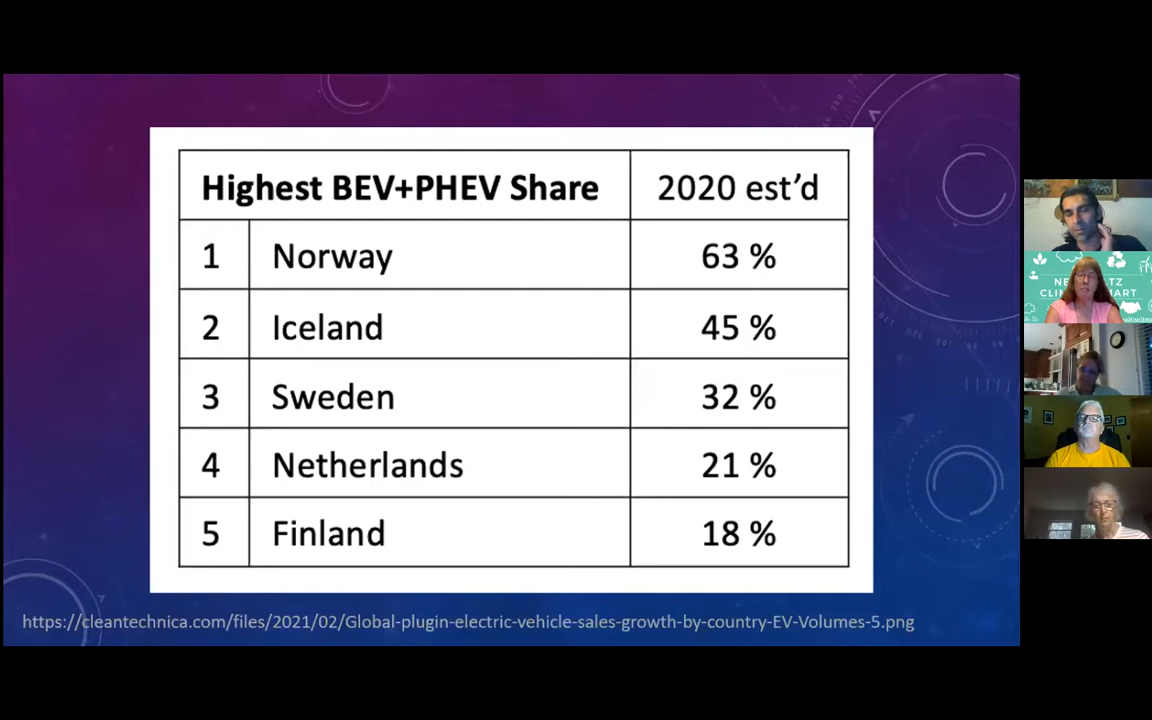 Highest BEV+PHEV Share 2020 est'd
1 Norway 63 %
2 Iceland 45 %
3 Sweden 32 %
4 Netherlands 21 %
5 Finland 18 %
https://cleantechnica.com/files/2021/02/Global-plugin-electric-vehicle-sales-growth-by-country-EV-Volumes-5.png